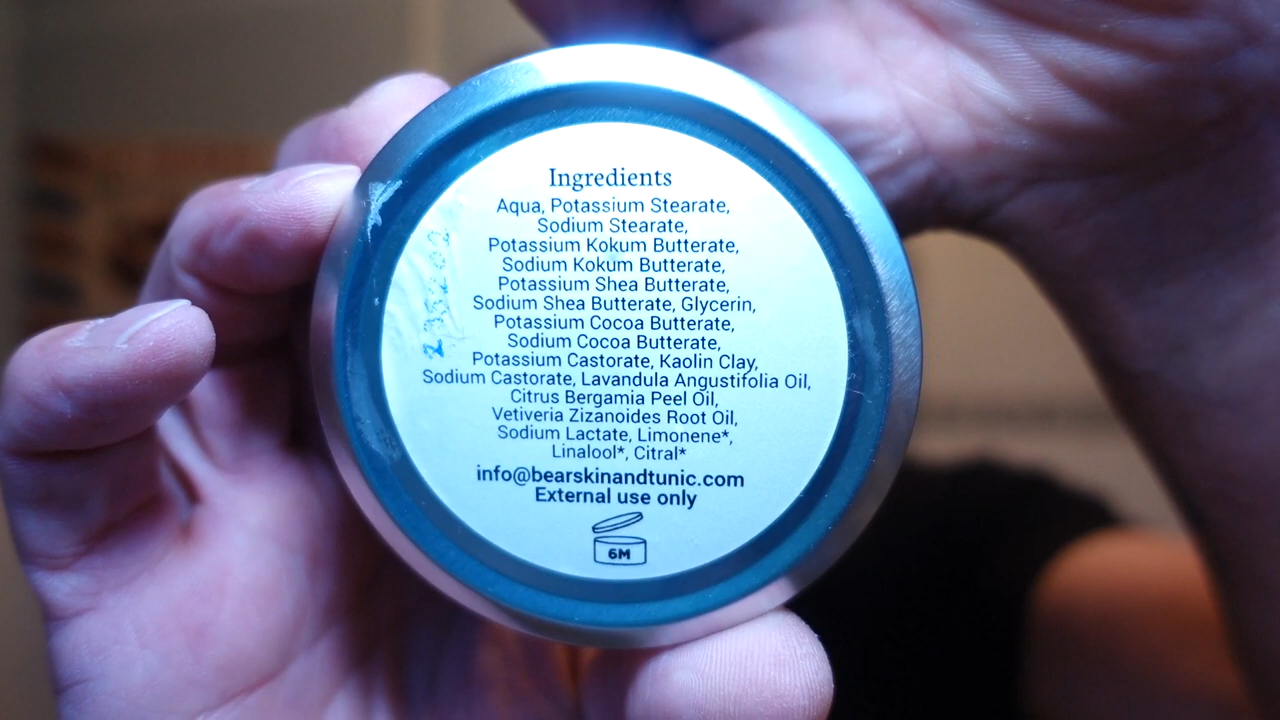 Ingredients
Aqua, Potassium Stearate,
Sodium Stearate,
Potassium Kokum Butterate,
Sodium Kokum Butterate,
Potassium Shea Butterate,
Sodium Shea Butterate, Glycerin,
Potassium Cocoa Butterate,
Sodium Cocoa Butterate,
Potassium Castorate, Kaolin Clay,
Sodium Castorate, Lavandula Angustifolia Oil,
Citrus Bergamia Peel Oil,
Vetiveria Zizanoides Root Oil,
Sodium Lactate, Limonene*,
Linalool*, Citral*
info@bearskinandtunic.com
External use only
6M